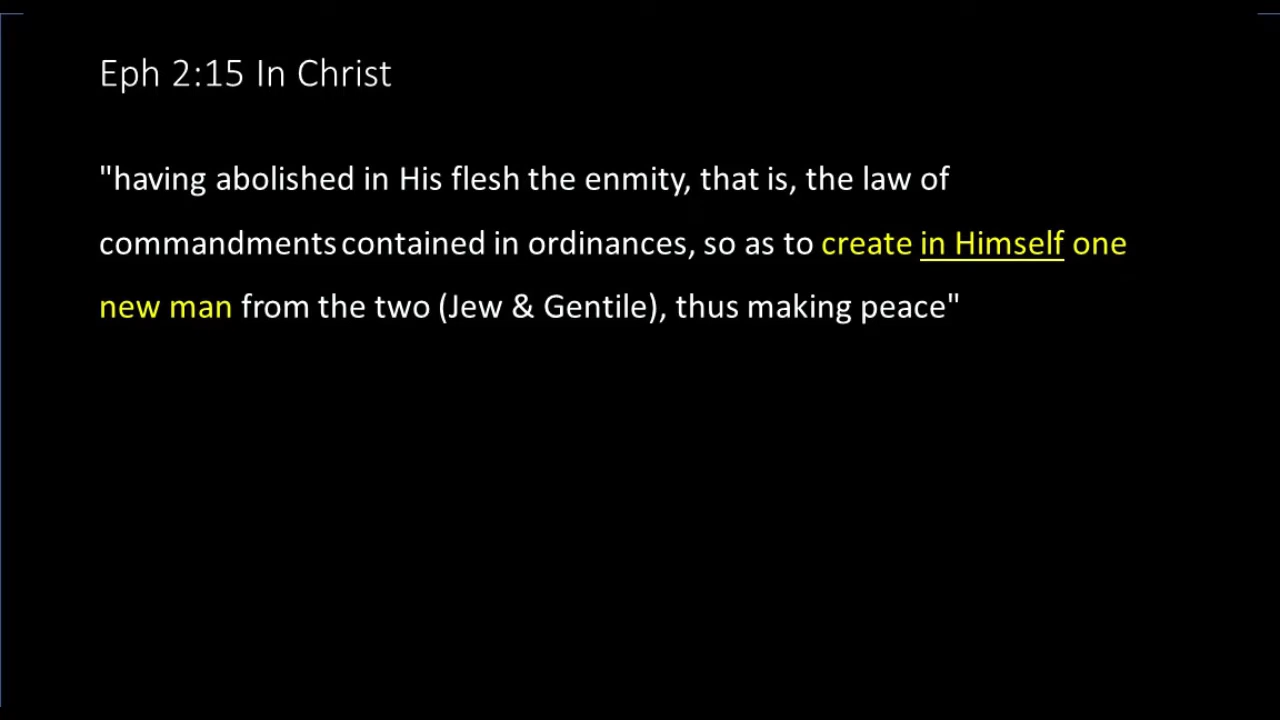 Eph 2:15 In Christ
"having abolished in His flesh the enmity, that is, the law of
commandments contained in ordinances, so as to create in Himself one
new man from the two (Jew & Gentile), thus making peace"